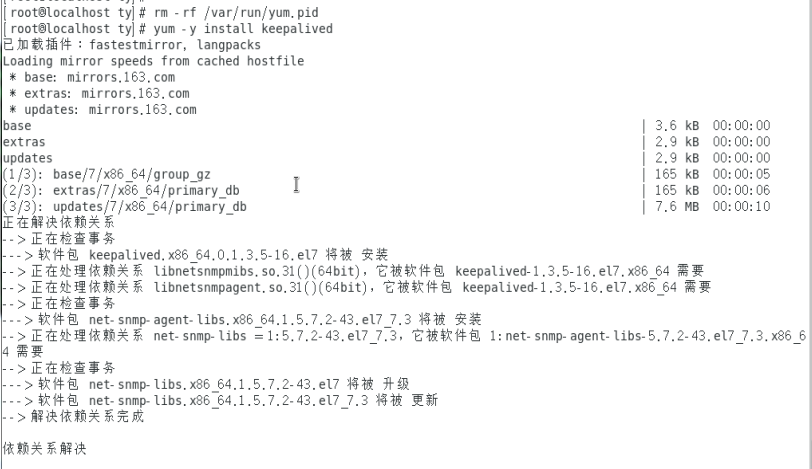 [root@localhost ty]# rm -rf /var/run/yum.pid
[root@localhost ty]# yum -y install keepalived
已加载插件：fastestmirror, langpacks
Loading mirror speeds from cached hostfile
 * base: mirrors.163.com
 * extras: mirrors.163.com
 * updates: mirrors.163.com
base | 3.6 kB 00:00:00
extras | 2.9 kB 00:00:00
updates | 2.9 kB 00:00:00
(1/3): base/7/x86_64/group_gz | 165 kB 00:00:05
(2/3): extras/7/x86_64/primary_db | 165 kB 00:00:06
(3/3): updates/7/x86_64/primary_db | 7.6 MB 00:00:10
正在解决依赖关系
--> 正在检查事务
---> 软件包 keepalived.x86_64.0.1.3.5-16.el7 将被 安装
--> 正在处理依赖关系 libnetsnmpmibs.so.31()(64bit)，它被软件包 keepalived-1.3.5-16.el7.x86_64 需要
--> 正在处理依赖关系 libnetsnmpagent.so.31()(64bit)，它被软件包 keepalived-1.3.5-16.el7.x86_64 需要
--> 正在检查事务
---> 软件包 net-snmp-agent-libs.x86_64.1.5.7.2-43.el7_7.3 将被 安装
--> 正在处理依赖关系 net-snmp-libs = 1:5.7.2-43.el7_7.3，它被软件包 1:net-snmp-agent-libs-5.7.2-43.el7_7.3.x86_6
4 需要
--> 正在检查事务
---> 软件包 net-snmp-libs.x86_64.1.5.7.2-43.el7 将被 升级
---> 软件包 net-snmp-libs.x86_64.1.5.7.2-43.el7_7.3 将被 更新
--> 解决依赖关系完成
依赖关系解决